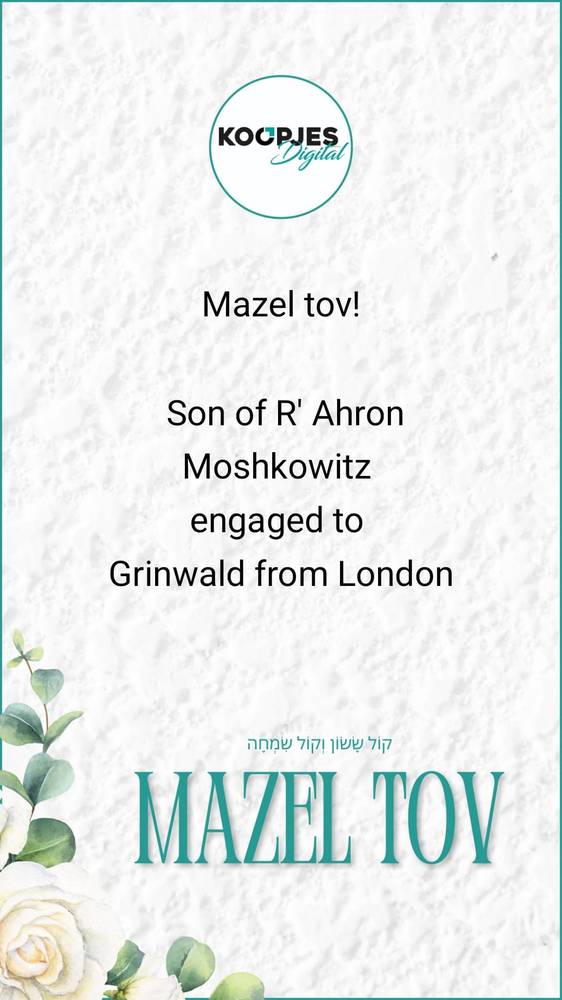 KOOPJES
Digital
Mazel tov!
Son of R' Ahron
Moshkowitz
engaged to
Grinwald from London
קוֹל שָׂשׂוֹן וְקוֹל שִׂמְחָה
MAZEL TOV